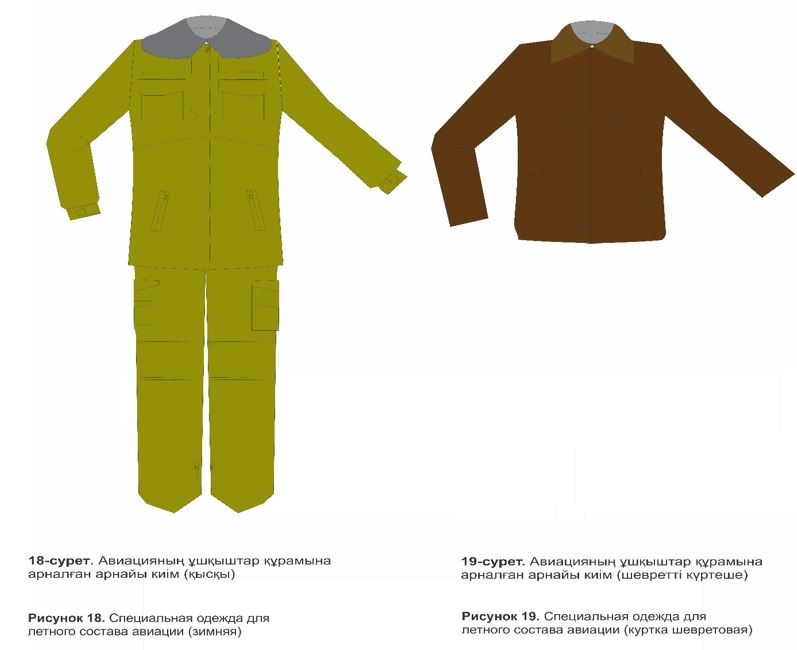 18-сурет. Авиацияның ұшқыштар құрамына
арналған арнайы киім (қысқы)
Рисунок 18. Специальная одежда для
летного состава авиации (зимняя)
19-сурет. Авиацияның ұшқыштар құрамына
арналған арнайы киім (шевретті күртеше)
Рисунок 19. Специальная одежда для
летного состава авиации (куртка шевретовая)